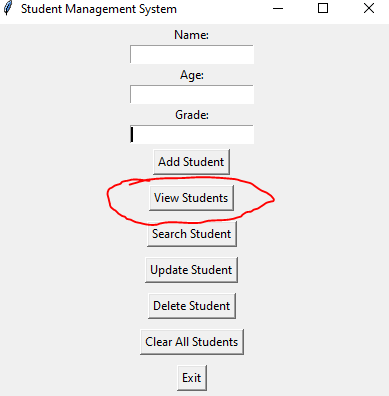 Student Management System
Name:
Age:
Grade:
Add Student
View Students
Search Student
Update Student
Delete Student
Clear All Students
Exit